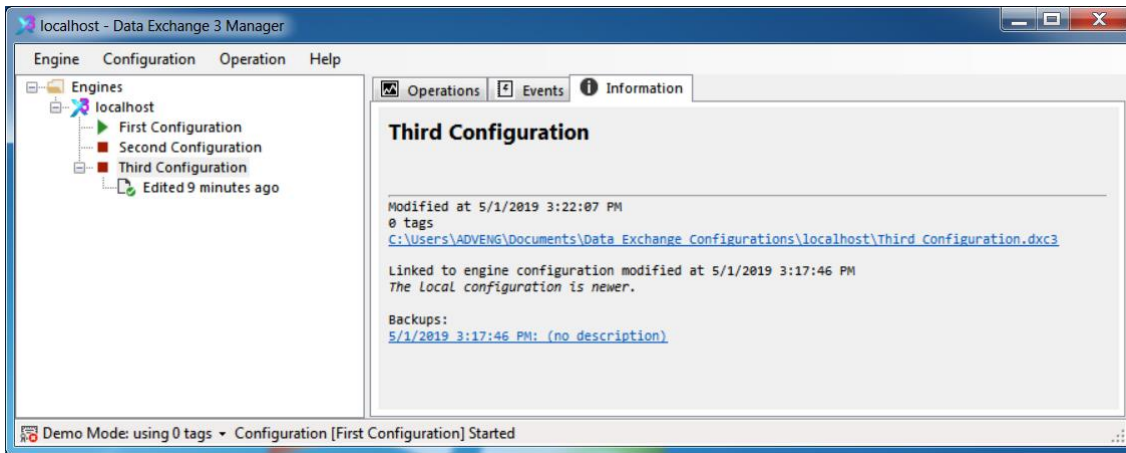 localhost - Data Exchange 3 Manager
Engine Configuration Operation Help
Engines
localhost
First Configuration
Second Configuration
Third Configuration
Edited 9 minutes ago
Operations Events Information
Third Configuration
Modified at 5/1/2019 3:22:07 PM
0 tags
C:\Users\ADVENG\Documents\Data Exchange Configurations\localhost\Third Configuration.dxc3
Linked to engine configuration modified at 5/1/2019 3:17:46 PM
The local configuration is newer.
Backups:
5/1/2019 3:17:46 PM: (no description)
Demo Mode: using 0 tags Configuration [First Configuration] Started